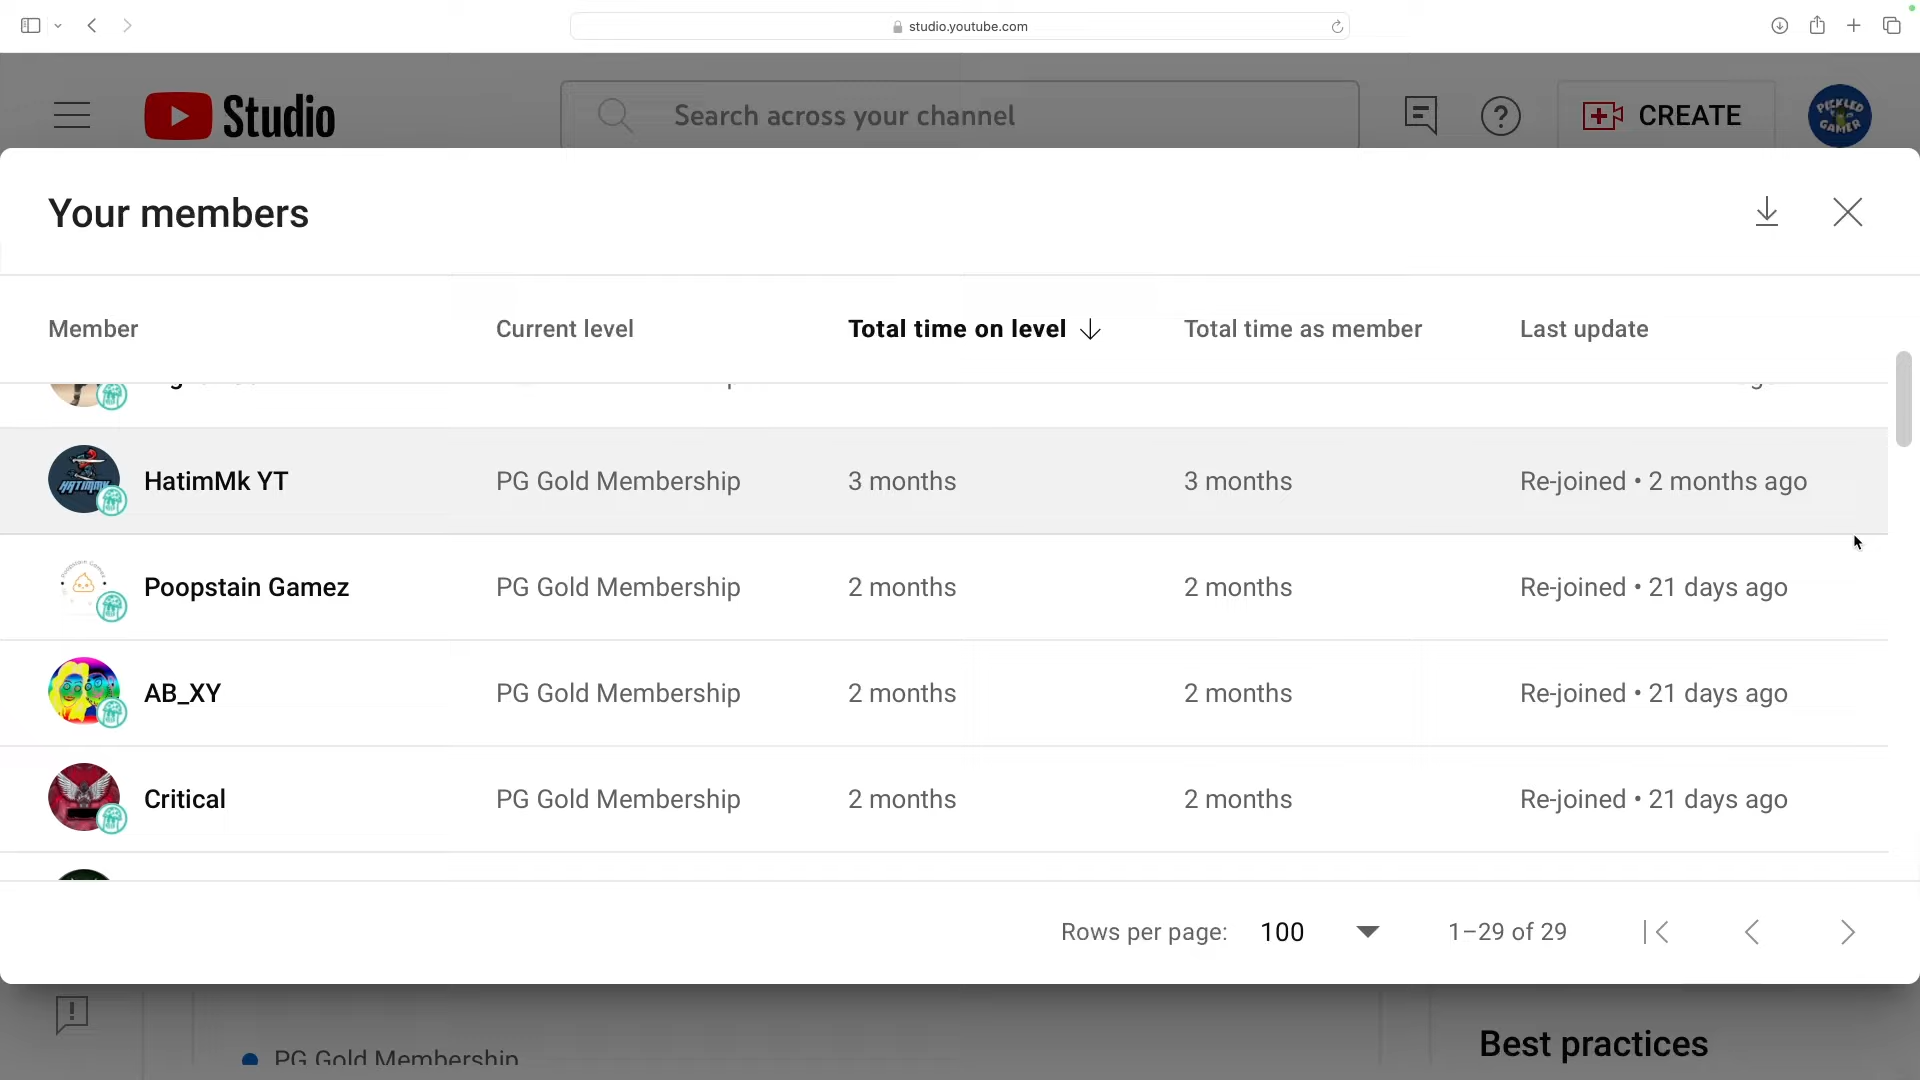 studio.youtube.com
Studio
Search across your channel
CREATE
PICKLED
GAMER
Your members
Member Current level Total time on level Total time as member Last update
HatimMk YT PG Gold Membership 3 months 3 months Re-joined • 2 months ago
Poopstain Gamez PG Gold Membership 2 months 2 months Re-joined • 21 days ago
AB_XY PG Gold Membership 2 months 2 months Re-joined • 21 days ago
Critical PG Gold Membership 2 months 2 months Re-joined • 21 days ago
Rows per page: 100 1–29 of 29
PG Gold Membership
Best practices